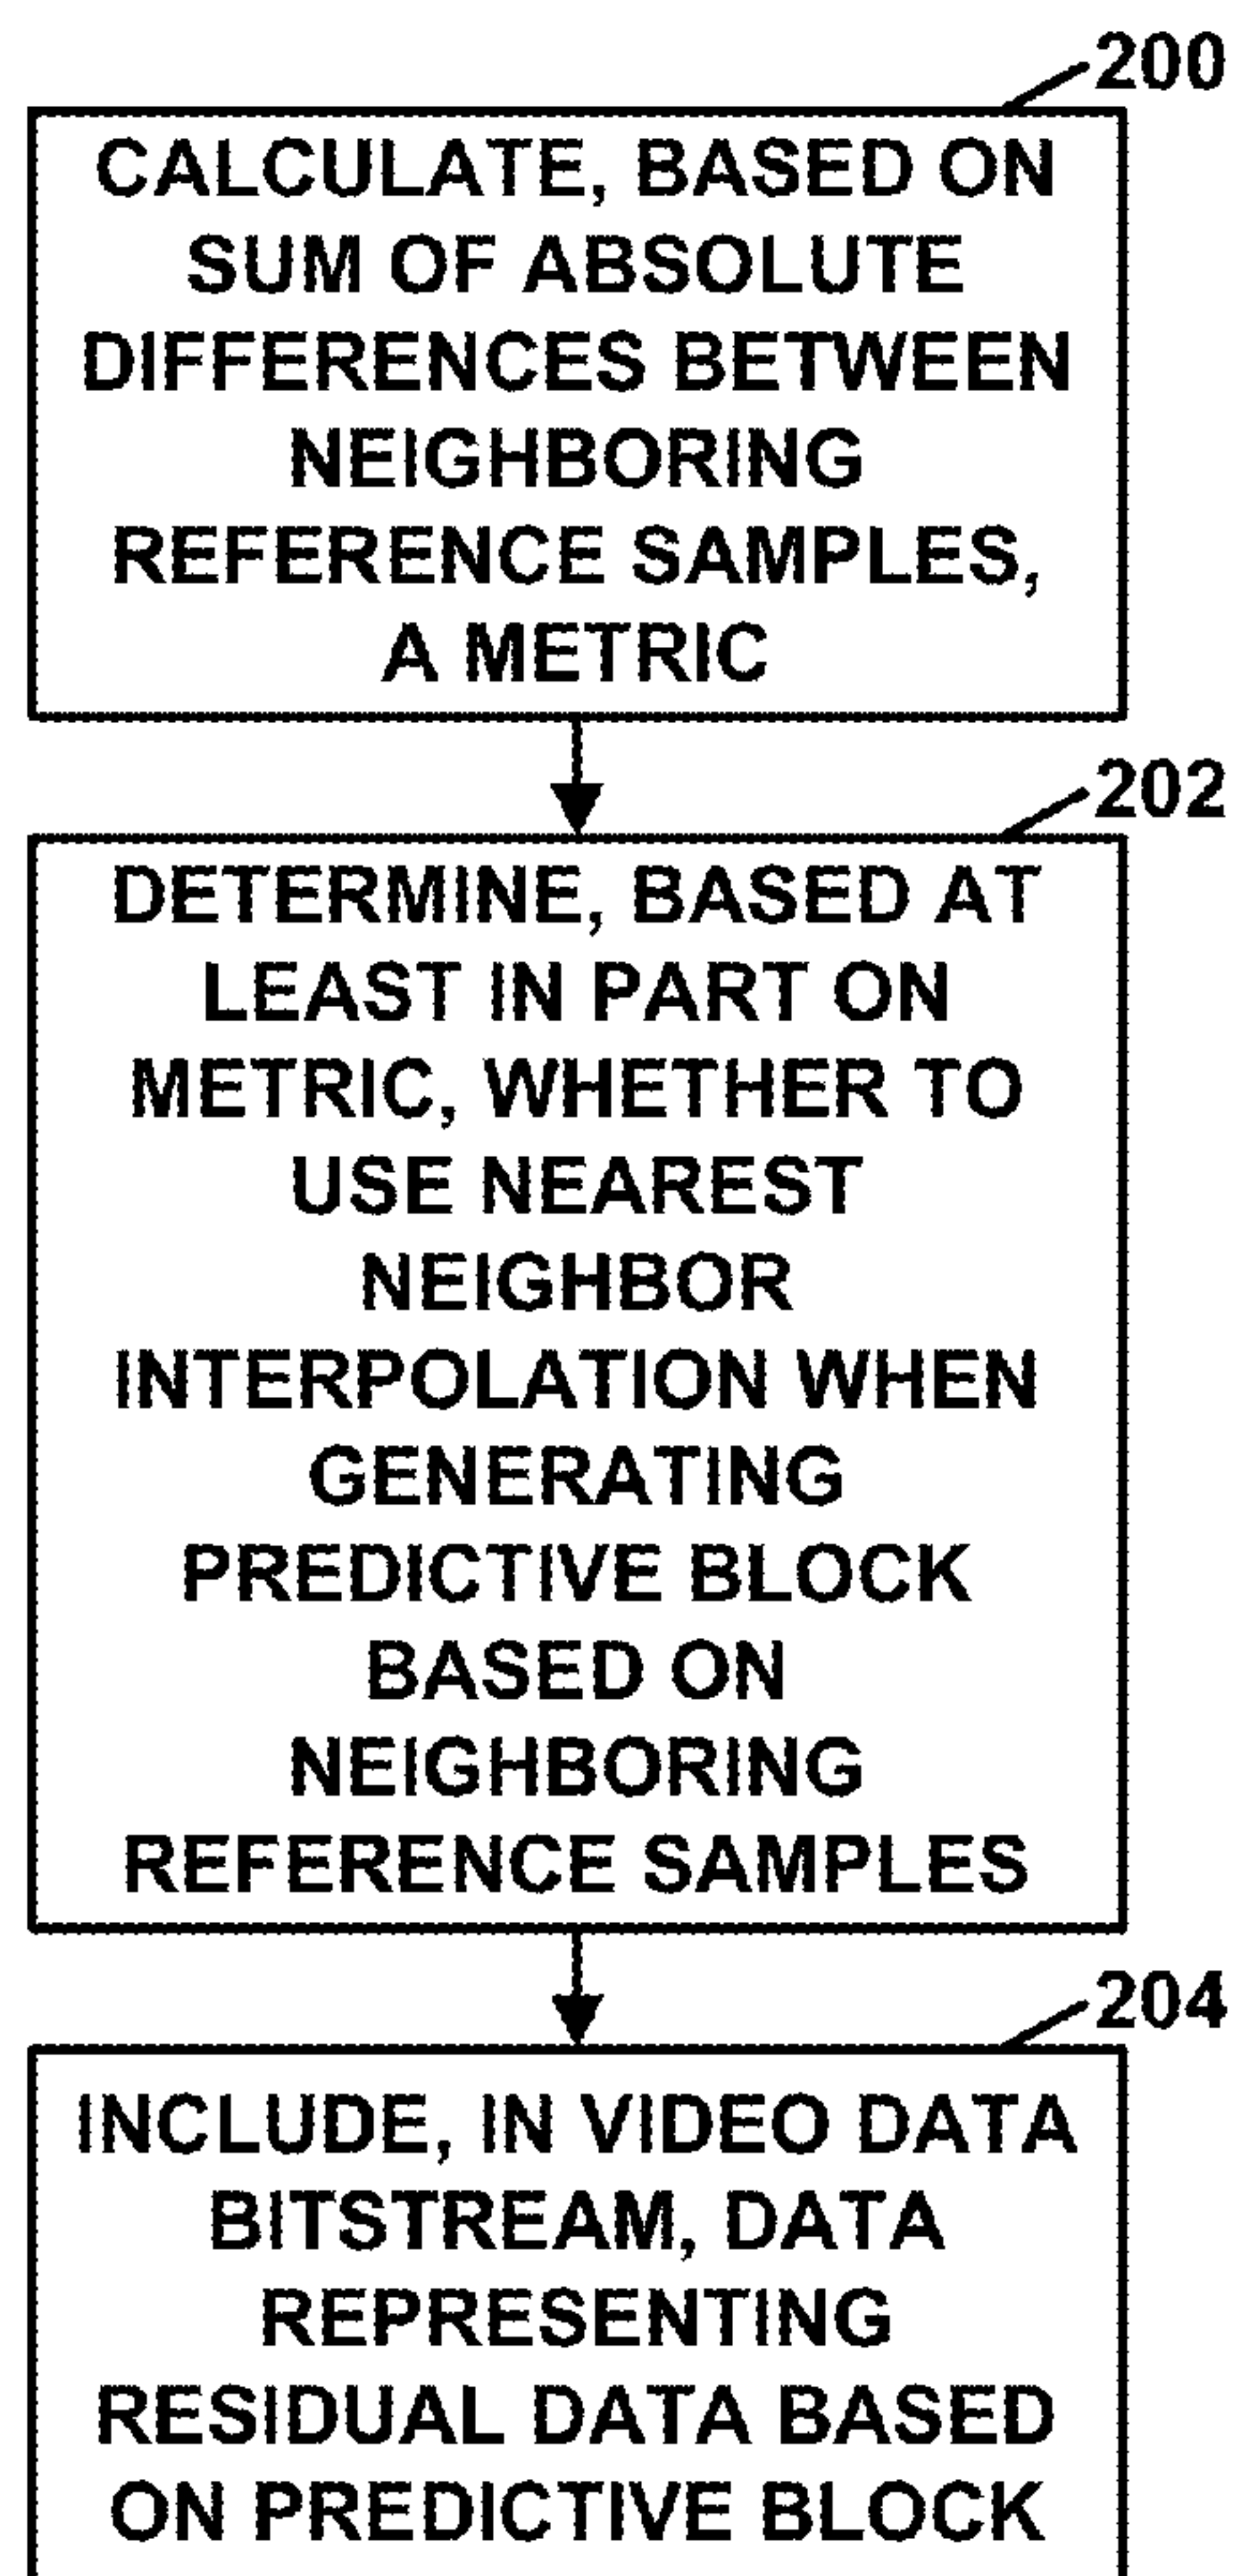 200
CALCULATE, BASED ON
SUM OF ABSOLUTE
DIFFERENCES BETWEEN
NEIGHBORING
REFERENCE SAMPLES,
A METRIC
202
DETERMINE, BASED AT
LEAST IN PART ON
METRIC, WHETHER TO
USE NEAREST
NEIGHBOR
INTERPOLATION WHEN
GENERATING
PREDICTIVE BLOCK
BASED ON
NEIGHBORING
REFERENCE SAMPLES
204
INCLUDE, IN VIDEO DATA
BITSTREAM, DATA
REPRESENTING
RESIDUAL DATA BASED
ON PREDICTIVE BLOCK